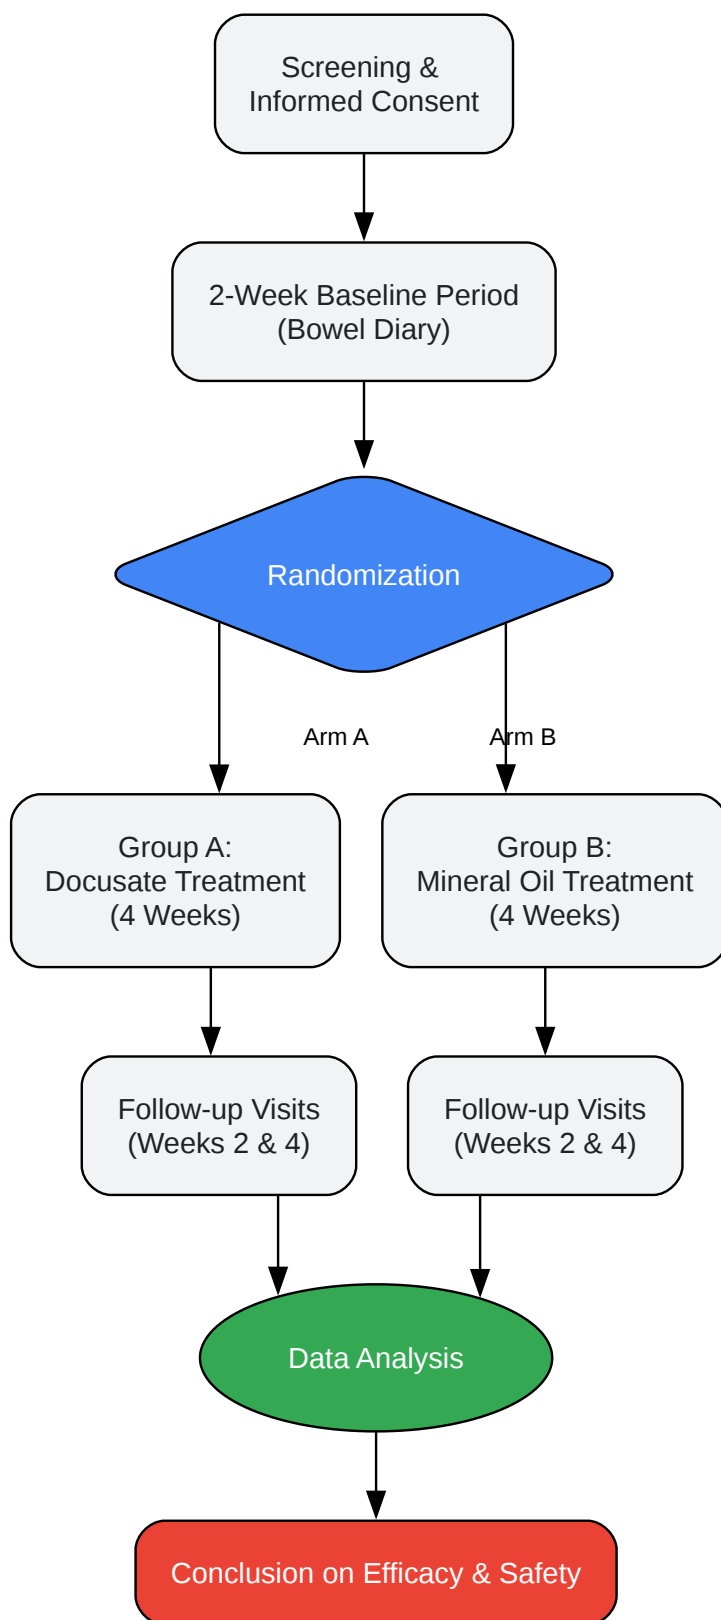 Screening &
Informed Consent
2-Week Baseline Period
(Bowel Diary)
Randomization
Arm A
Arm B
Group A:
Docusate Treatment
(4 Weeks)
Group B:
Mineral Oil Treatment
(4 Weeks)
Follow-up Visits
(Weeks 2 & 4)
Follow-up Visits
(Weeks 2 & 4)
Data Analysis
Conclusion on Efficacy & Safety